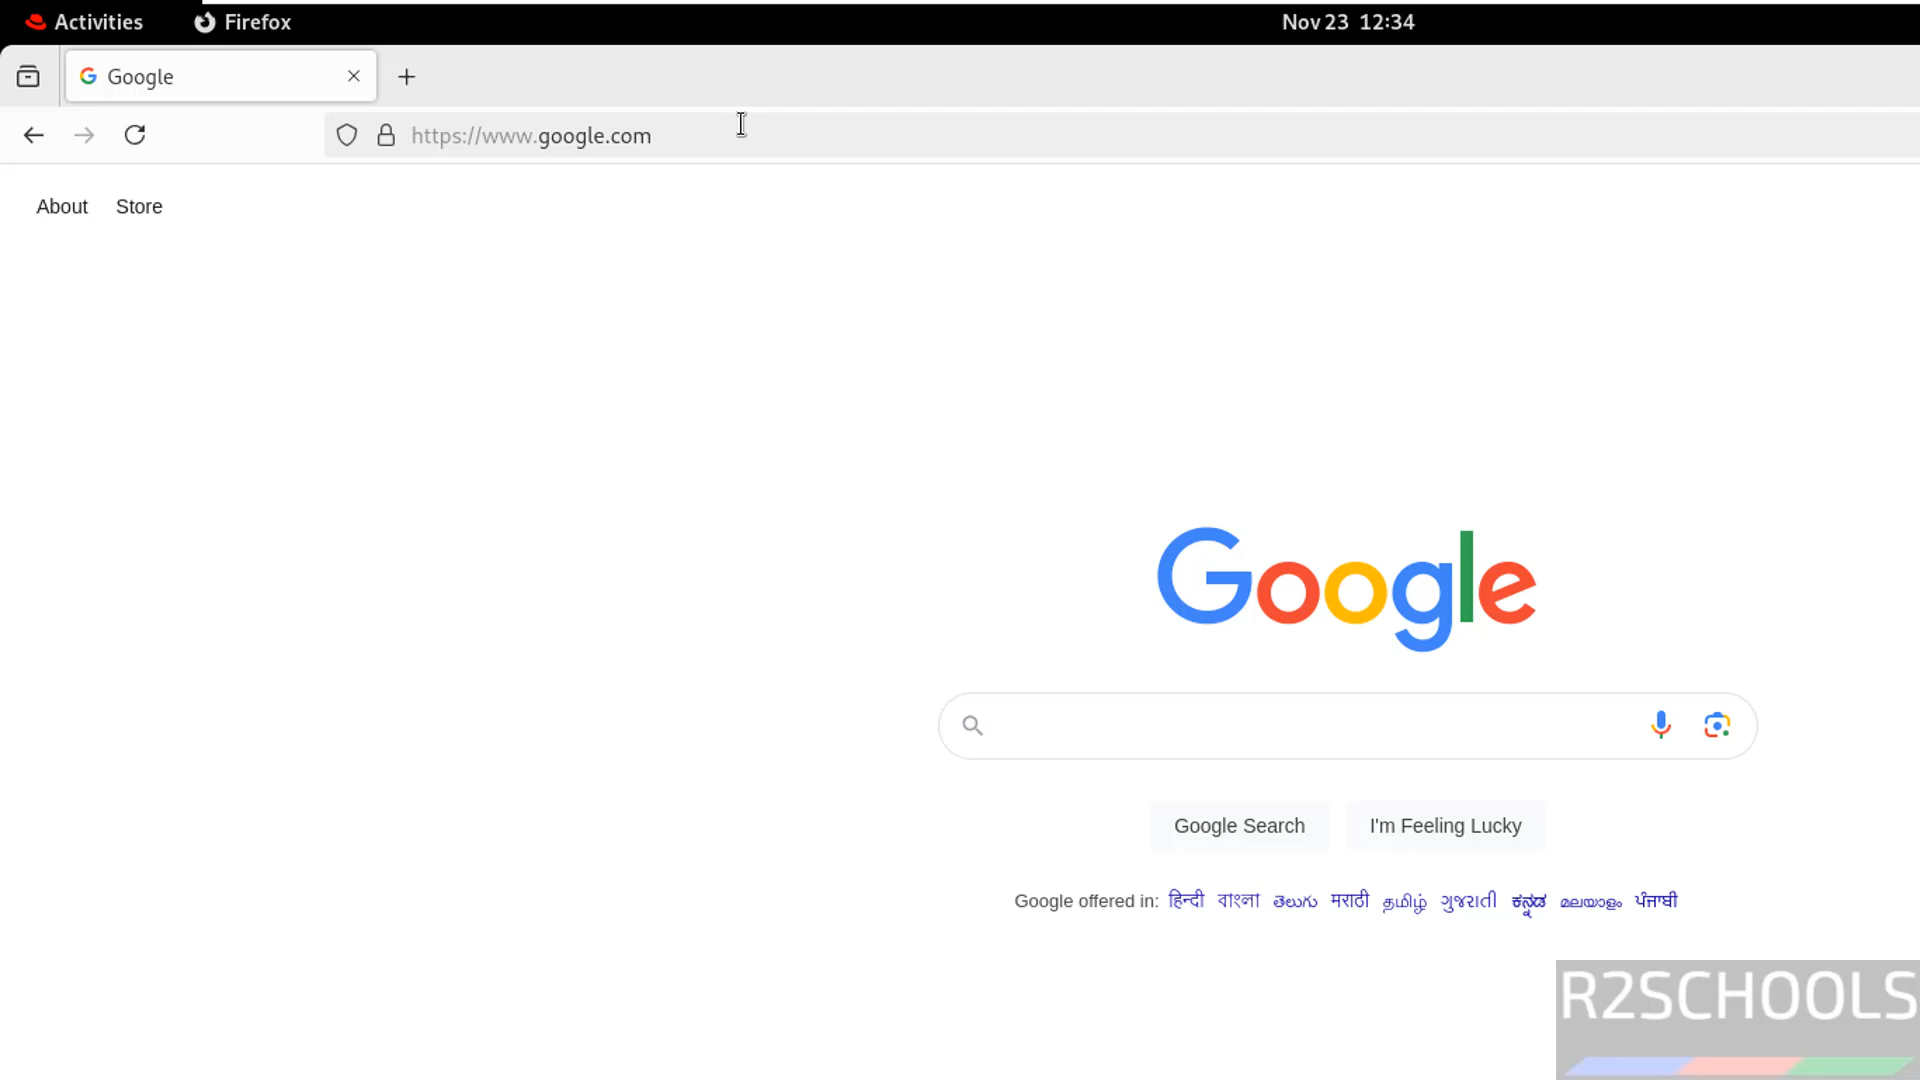 Activities Firefox Nov 23 12:34
Google
https://www.google.com
About Store
Google
Google Search I'm Feeling Lucky
Google offered in: हिन्दी বাংলা తెలుగు मराठी தமிழ் ગુજરાતી ಕನ್ನಡ മലയാളം ਪੰਜਾਬੀ
R2SCHOOLS